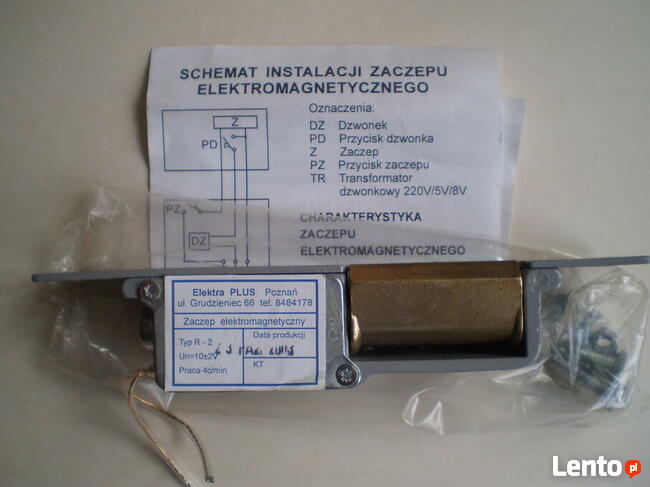 SCHEMAT INSTALACJI ZACZEPU
ELEKTROMAGNETYCZNEGO
Oznaczenia:
DZ Dzwonek
PD Przycisk dzwonka
Z Zaczep
PZ Przycisk zaczepu
TR Transformator
dzwonkowy 220V/5V/8V
Z
PD
PZ
DZ
CHARAKTERYSTYKA
ZACZEPU
ELEKTROMAGNETYCZNEGO
Elektra PLUS Poznań
ul. Grudzieniec 66 tel. 8484178
Zaczep elektromagnetyczny
Typ R - 2
Data produkcji
Un=10±2V
Praca 4c/min
KT
Lento.pl